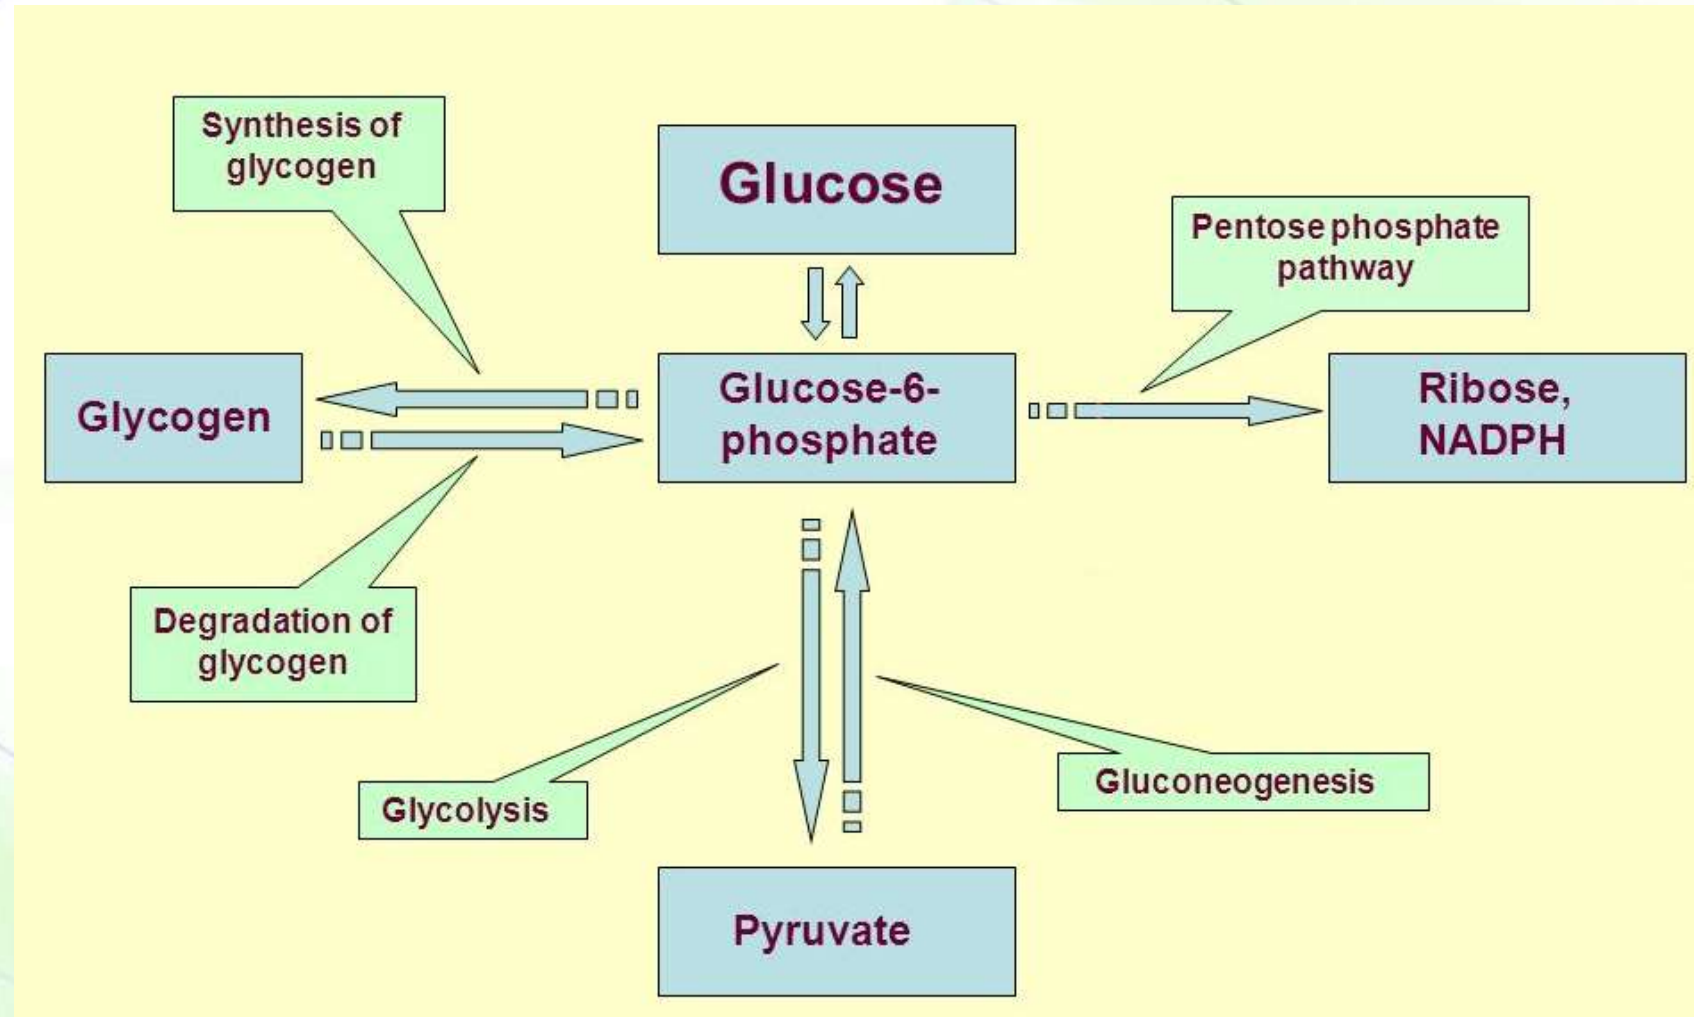 Synthesis of
glycogen
Glucose
Pentose phosphate
pathway
Glycogen
Glucose-6-
phosphate
Ribose,
NADPH
Degradation of
glycogen
Glycolysis
Gluconeogenesis
Pyruvate